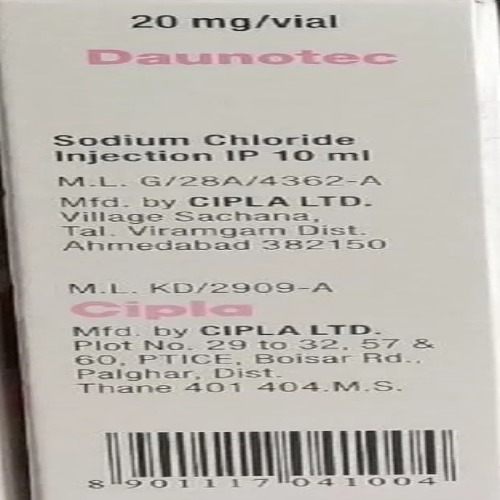 20 mg/vial
Daunotec
Sodium Chloride
Injection IP 10 ml
M.L. G/28A/4362-A
Mfd. by CIPLA LTD.
Village Sachana,
Tal. Viramgam Dist.
Ahmedabad 382150
M.L. KD/2909-A
Cipla
Mfd. by CIPLA LTD.
Plot No. 29 to 32, 57 &
60, PTICE, Boisar Rd.,
Palghar, Dist.
Thane 401 404.M.S.
8 901117 041004